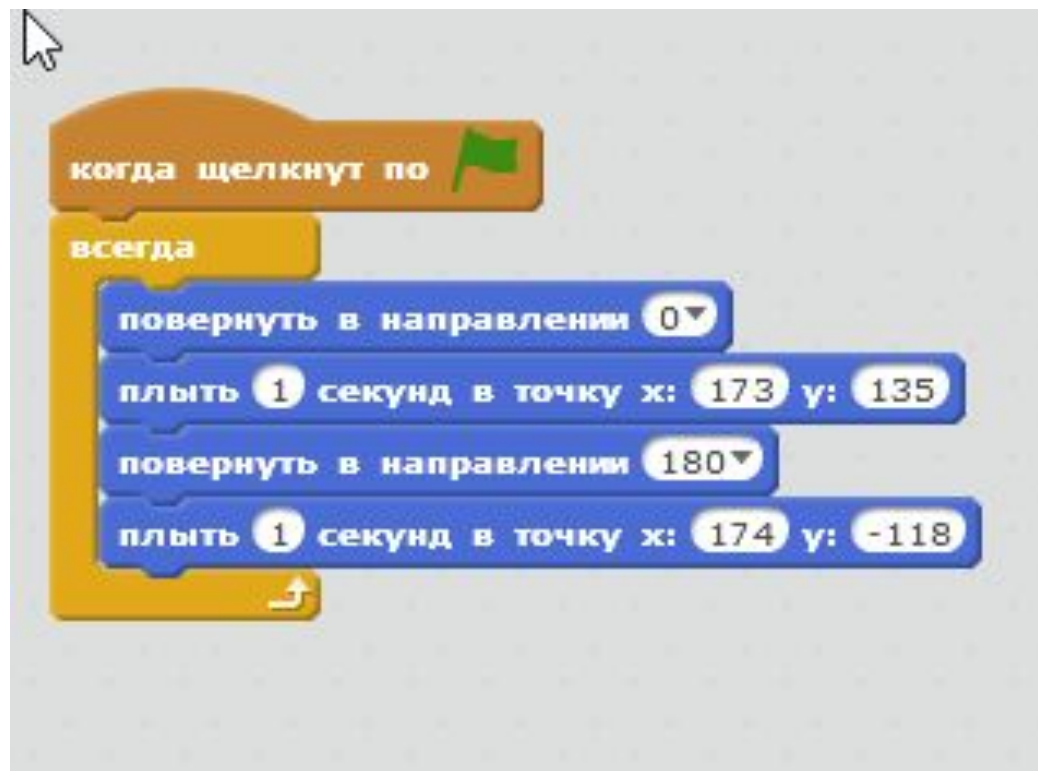 когда щелкнут по
всегда
повернуть в направлении 0
плыть 1 секунд в точку x: 173 y: 135
повернуть в направлении 180
плыть 1 секунд в точку x: 174 y: -118